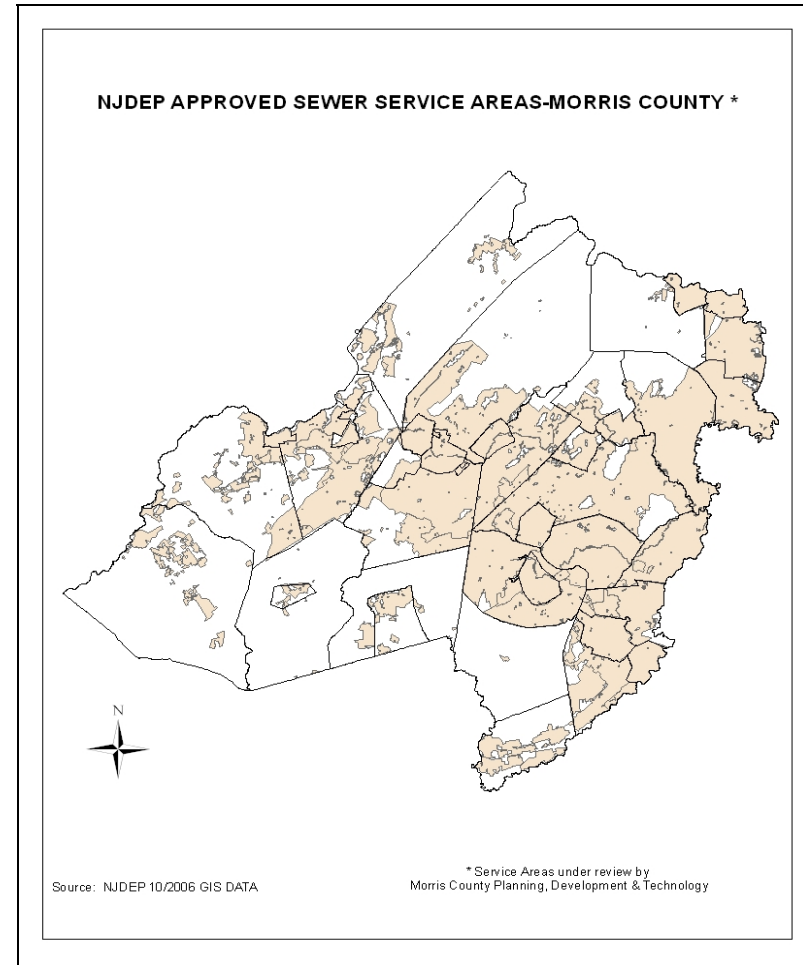 NJDEP APPROVED SEWER SERVICE AREAS-MORRIS COUNTY *
N
* Service Areas under review by
Source: NJDEP 10/2006 GIS DATA
Morris County Planning, Development & Technology